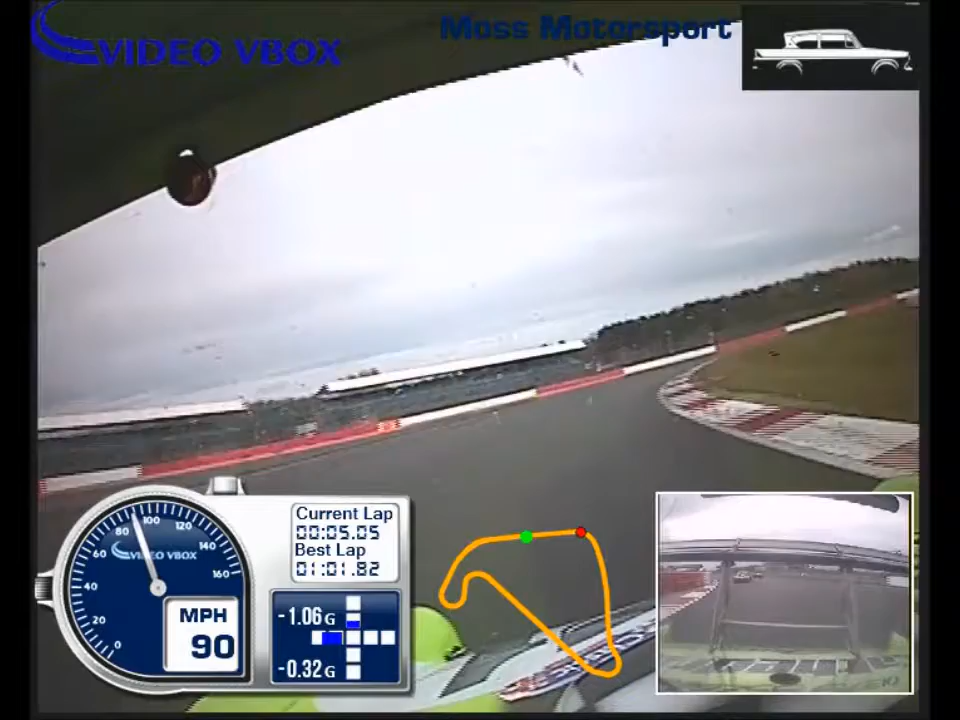 VIDEO VBOX
Moss Motorsport
Current Lap
00:05.05
Best Lap
01:01.82
0
20
40
60
80
100
120
140
160
VIDEO VBOX
MPH
90
-1.06G
-0.32G